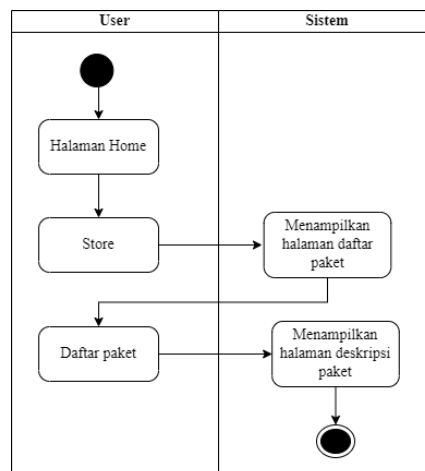 User
Sistem
Halaman Home
Store
Menampilkan
halaman daftar
paket
Daftar paket
Menampilkan
halaman deskripsi
paket